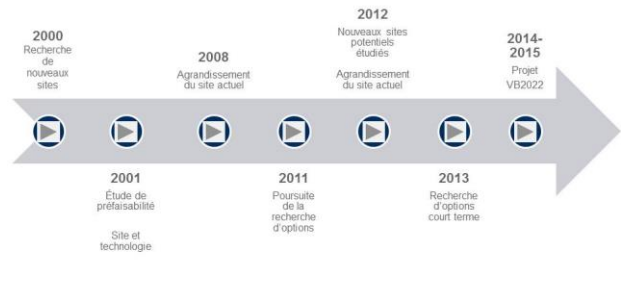 2000
Recherche
de
nouveaux
sites
2001
Étude de
préfaisabilité
Site et
technologie
2008
Agrandissement
du site actuel
2011
Poursuite
de la
recherche
d'options
2012
Nouveaux sites
potentiels
étudiés
Agrandissement
du site actuel
2013
Recherche
d'options
court terme
2014-
2015
Projet
VB2022